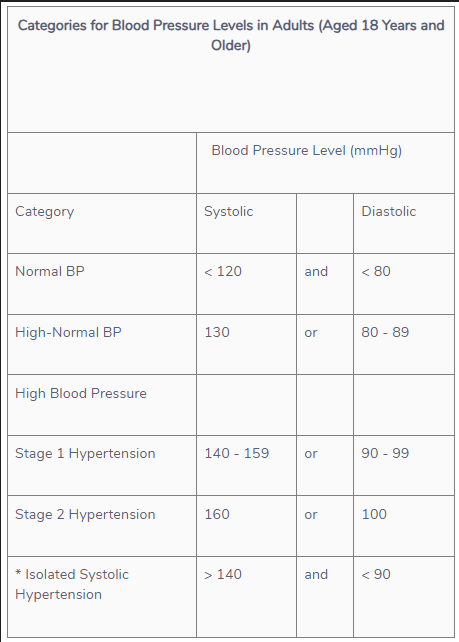 Categories for Blood Pressure Levels in Adults (Aged 18 Years and
Older)
Blood Pressure Level (mmHg)
Category Systolic Diastolic
Normal BP < 120 and < 80
High-Normal BP 130 or 80 - 89
High Blood Pressure
Stage 1 Hypertension 140 - 159 or 90 - 99
Stage 2 Hypertension 160 or 100
* Isolated Systolic > 140 and < 90
Hypertension